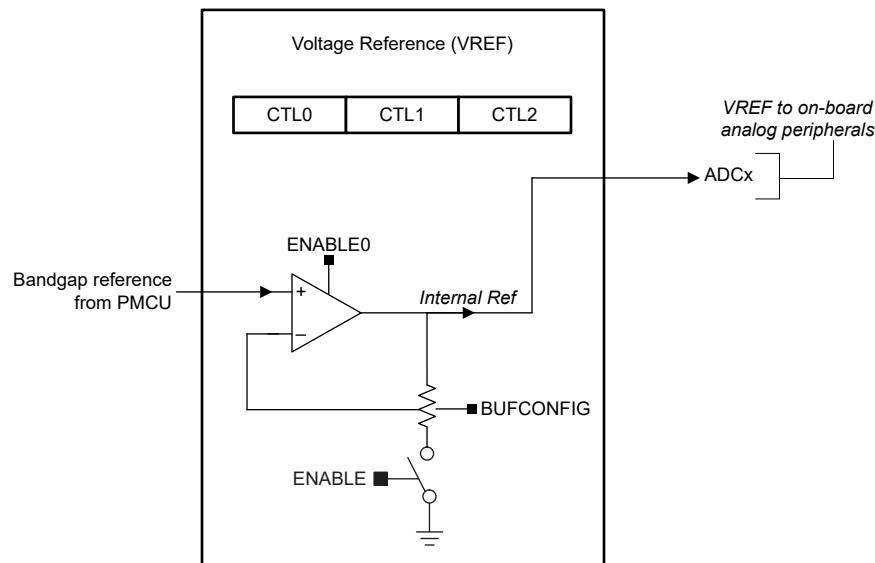 Voltage Reference (VREF)
CTL0 CTL1 CTL2
VREF to on-board
analog peripherals
ADCx
ENABLE0
Bandgap reference
from PMCU
+
Internal Ref
–
BUFCONFIG
ENABLE